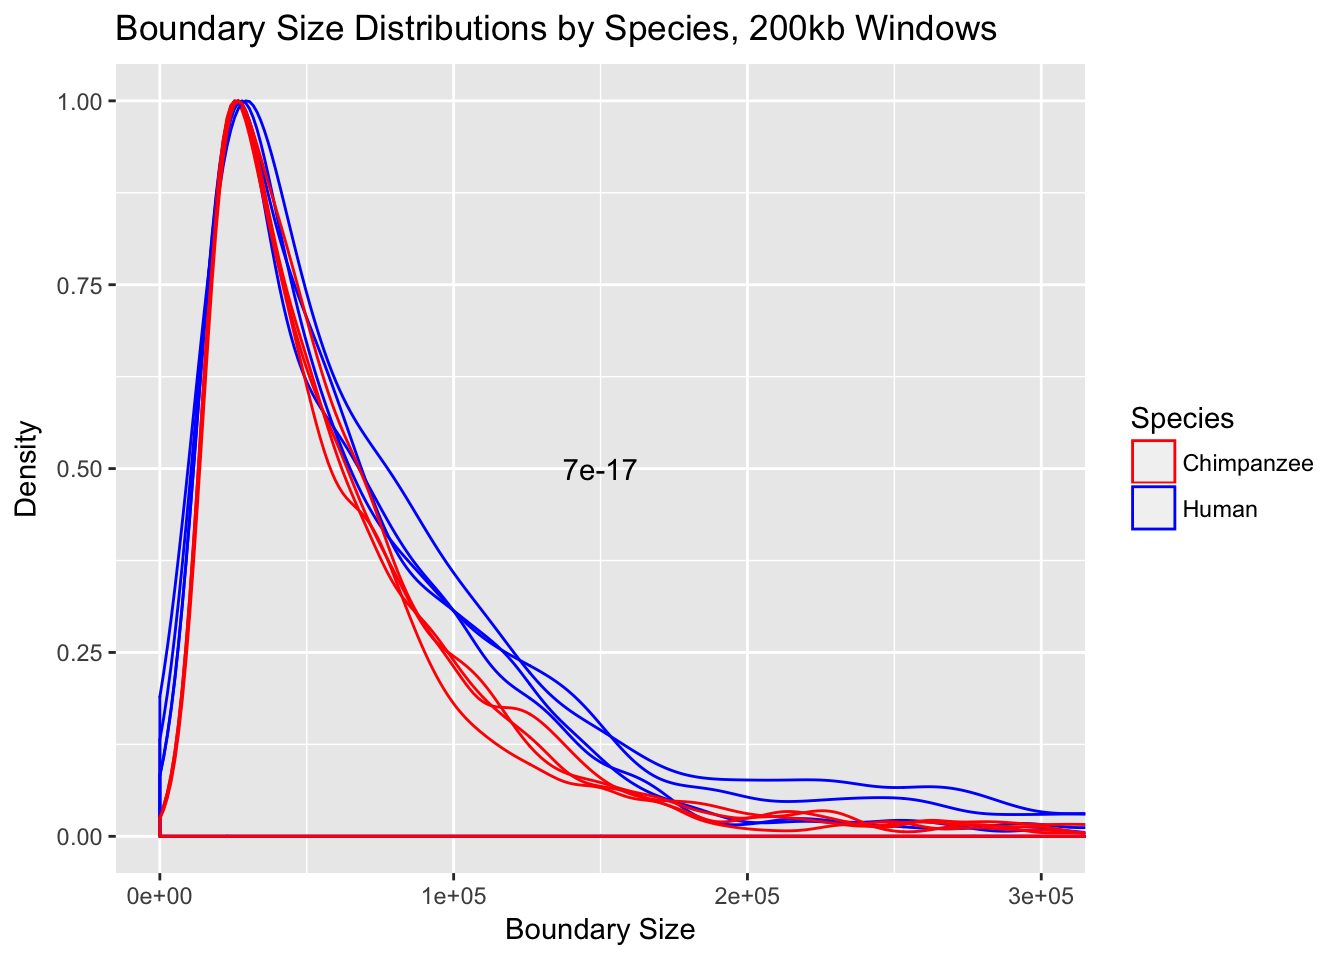 Boundary Size Distributions by Species, 200kb Windows
1.00
0.75
0.50
0.25
0.00
Density
7e-17
0e+00 1e+05 2e+05 3e+05
Boundary Size
Species
Chimpanzee
Human